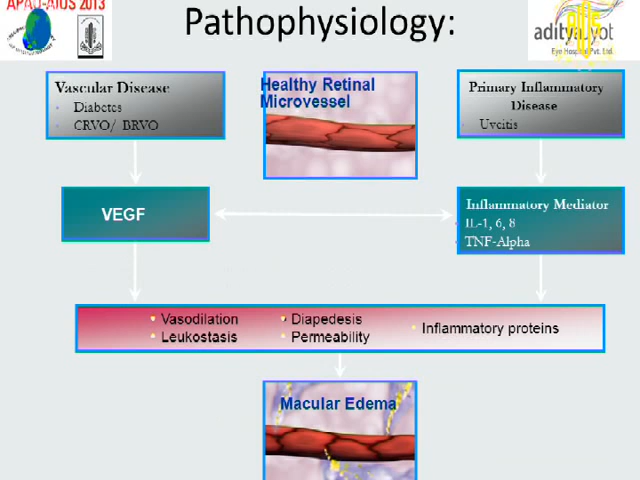 APAO-AIOS 2013
Pathophysiology:
adityajyot
Eye Hospital Pvt. Ltd.
Vascular Disease
Diabetes
CRVO/ BRVO
Healthy Retinal
Microvessel
Primary Inflammatory
Disease
Uveitis
VEGF
Inflammatory Mediator
IL-1, 6, 8
TNF-Alpha
• Vasodilation
• Leukostasis
• Diapedesis
• Permeability
• Inflammatory proteins
Macular Edema